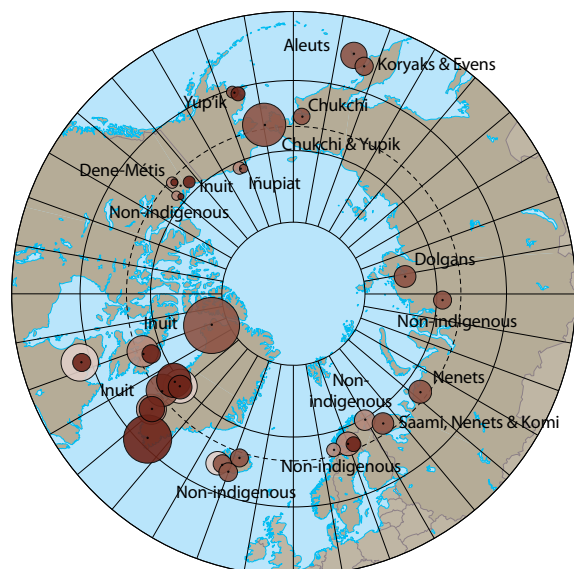 Aleuts
Koryaks & Evens
Yup'ik
Chukchi
Chukchi & Yupik
Dene-Métis
Inuit
Iñupiat
Non-indigenous
Dolgans
Inuit
Non-indigenous
Inuit
Non-
indigenous
Nenets
Saami, Nenets & Komi
Non-indigenous
Non-indigenous